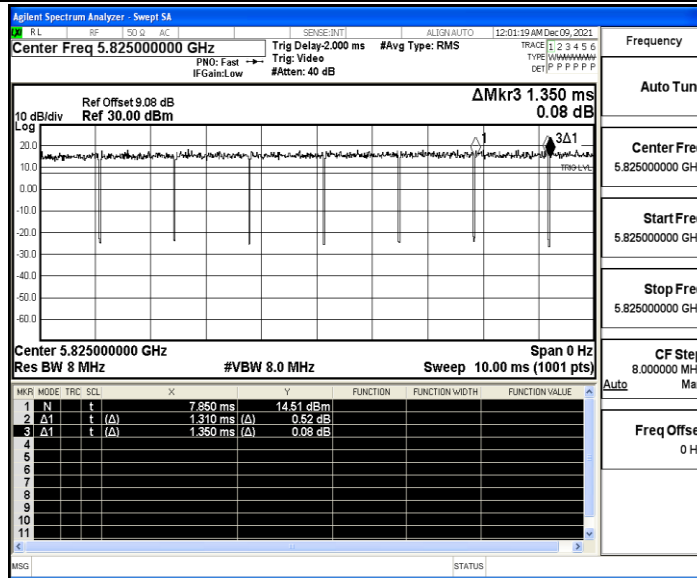 Agilent Spectrum Analyzer - Swept SA
RL RF 50 Ω AC SENSE:INT ALIGN AUTO 12:01:19 AM Dec 09, 2021
Center Freq 5.825000000 GHz
PNO: Fast
IFGain:Low
Trig Delay-2.000 ms
Trig: Video
#Atten: 40 dB
#Avg Type: RMS
TRACE 1 2 3 4 5 6
TYPE
DET P P P P P P
Ref Offset 9.08 dB
10 dB/div Ref 30.00 dBm
ΔMkr3 1.350 ms
0.08 dB
Log
20.0
10.0
0.00
-10.0
-20.0
-30.0
-40.0
-50.0
-60.0
1
3Δ1
TRIG LVL
Center 5.825000000 GHz Span 0 Hz
Res BW 8 MHz #VBW 8.0 MHz Sweep 10.00 ms (1001 pts)
MKR MODE TRC SCL X Y FUNCTION FUNCTION WIDTH FUNCTION VALUE
1 N t 7.850 ms 14.51 dBm
2 Δ1 t (Δ) 1.310 ms (Δ) 0.52 dB
3 Δ1 t (Δ) 1.350 ms (Δ) 0.08 dB
4
5
6
7
8
9
10
11
MSG STATUS
Frequency
Auto Tun
Center Fre
5.825000000 GH
Start Fre
5.825000000 GH
Stop Fre
5.825000000 GH
CF Step
8.000000 MH
Auto Ma
Freq Offse
0 H